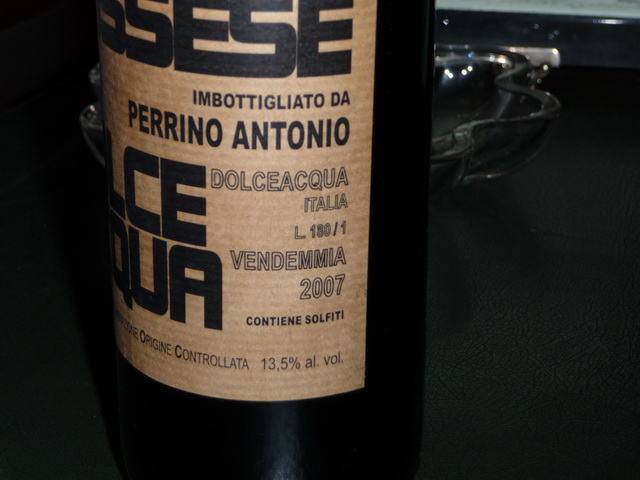 SSESE
IMBOTTIGLIATO DA
PERRINO ANTONIO
LCE
QUA
DOLCEACQUA
ITALIA
L. 180/1
VENDEMMIA
2007
CONTIENE SOLFITI
ORIGINE CONTROLLATA 13,5% al. vol.